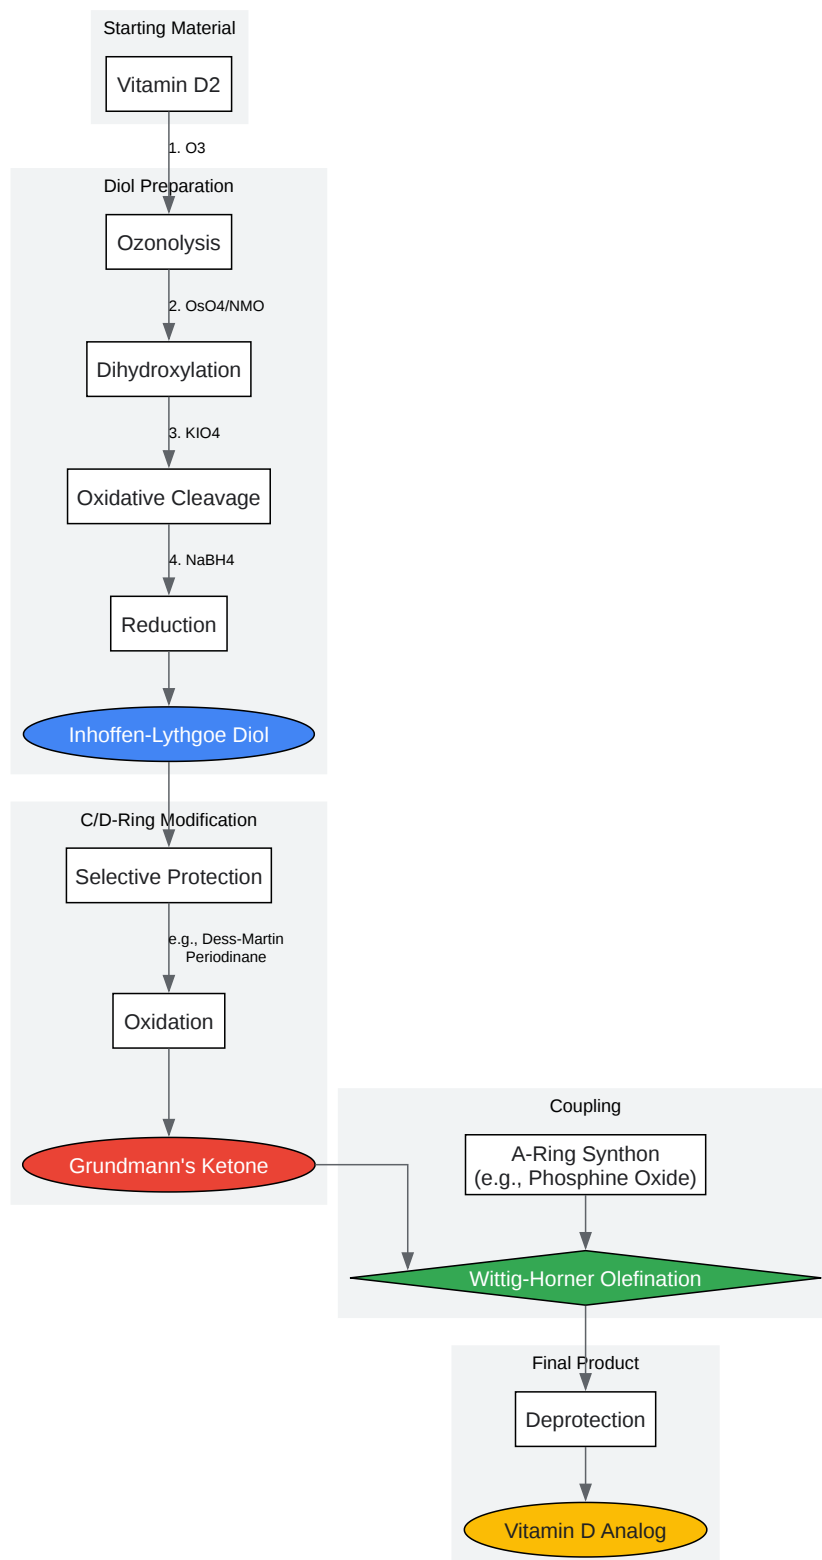 Starting Material
Vitamin D2
1. O3
Diol Preparation
Ozonolysis
2. OsO4/NMO
Dihydroxylation
3. KIO4
Oxidative Cleavage
4. NaBH4
Reduction
Inhoffen-Lythgoe Diol
C/D-Ring Modification
Selective Protection
e.g., Dess-Martin
Periodinane
Oxidation
Grundmann's Ketone
Coupling
A-Ring Synthon
(e.g., Phosphine Oxide)
Wittig-Horner Olefination
Final Product
Deprotection
Vitamin D Analog